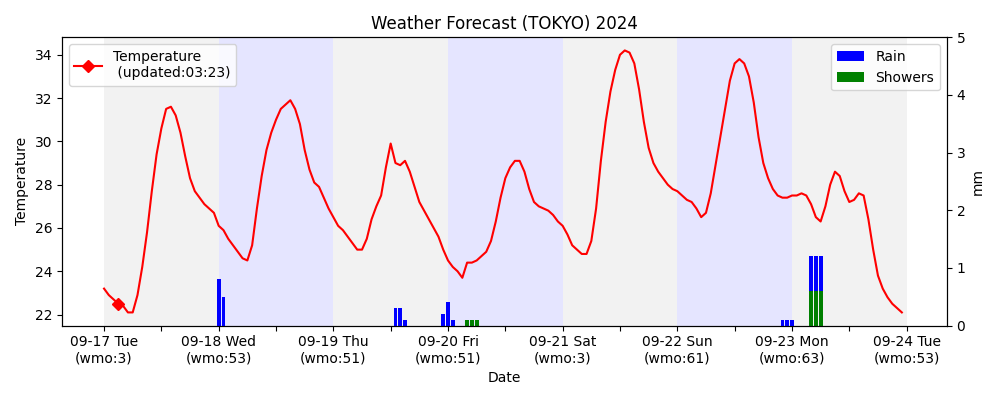 Weather Forecast (TOKYO) 2024
Temperature
(updated:03:23)
Rain
Showers
34
32
30
28
26
24
22
Temperature
5
4
3
2
1
0
mm
09-17 Tue
(wmo:3)
09-18 Wed
(wmo:53)
09-19 Thu
(wmo:51)
09-20 Fri
(wmo:51)
09-21 Sat
(wmo:3)
09-22 Sun
(wmo:61)
09-23 Mon
(wmo:63)
09-24 Tue
(wmo:53)
Date